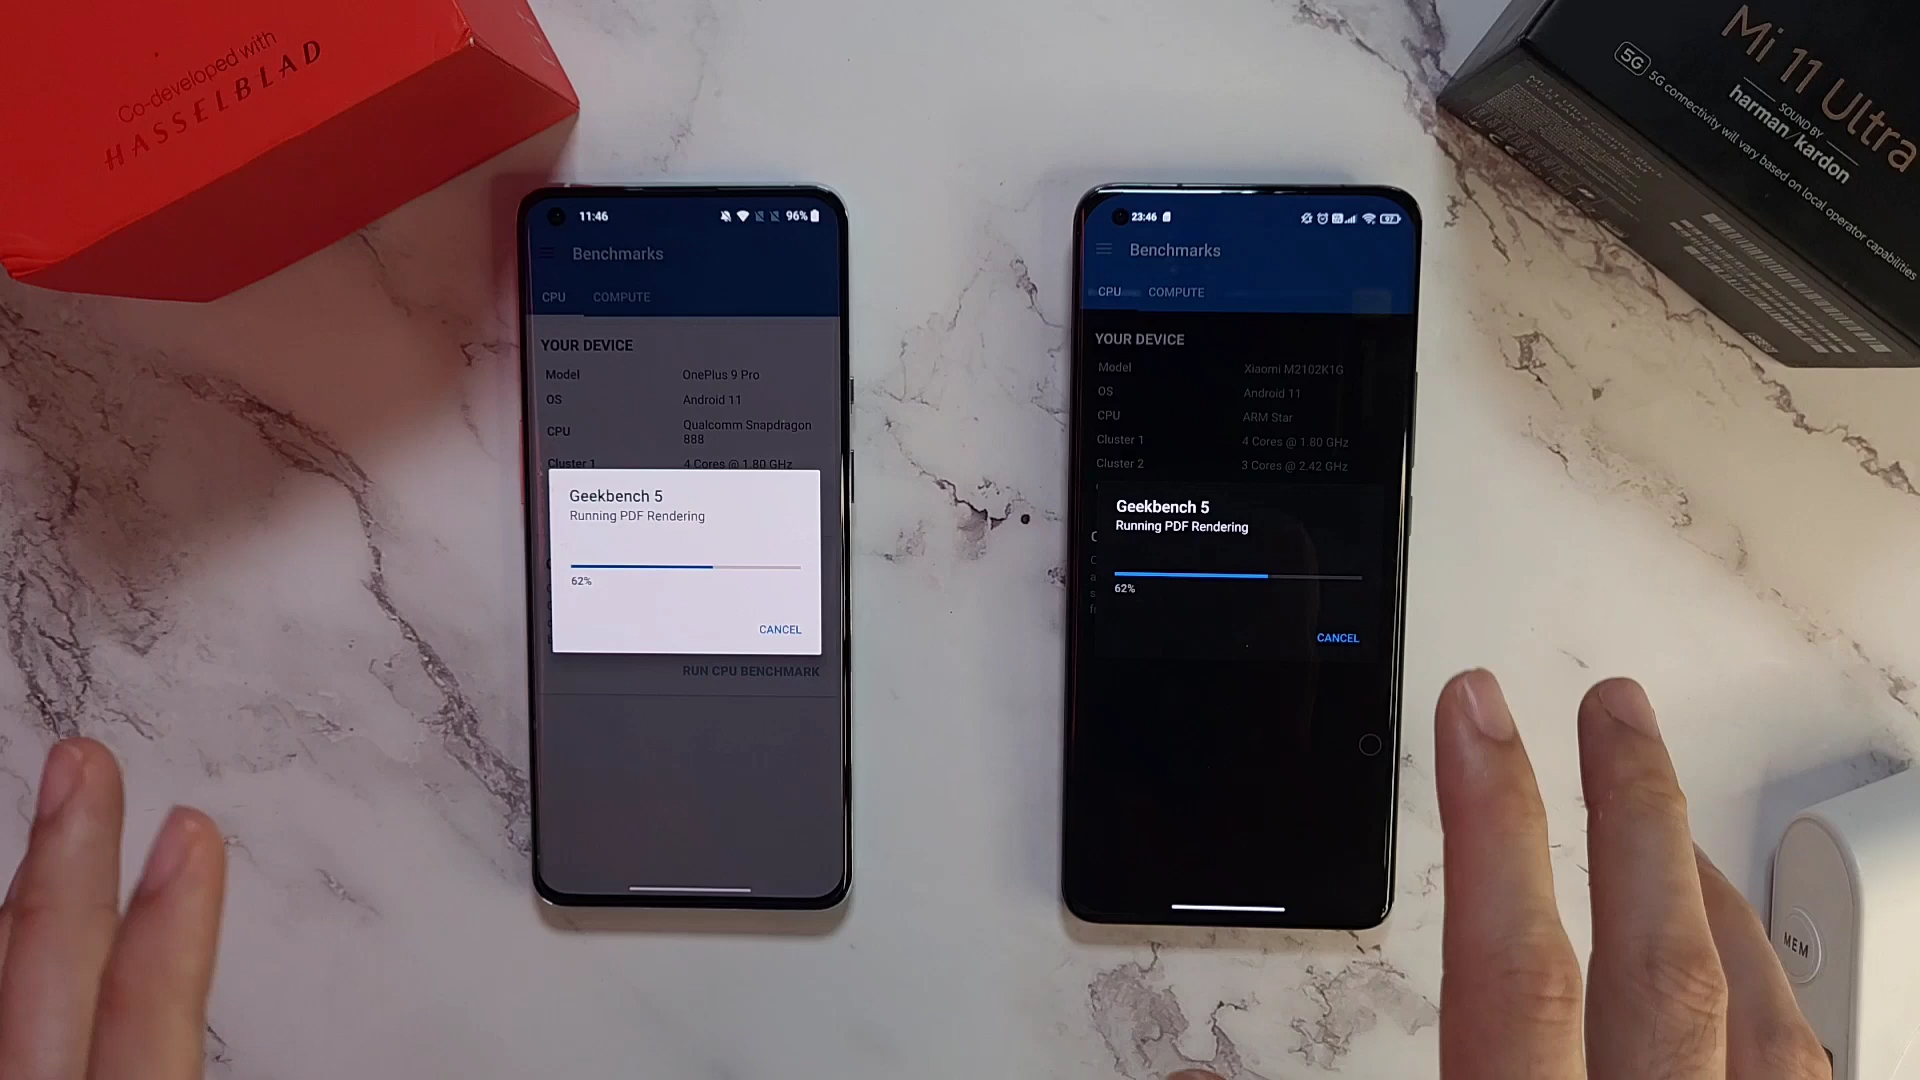 Co-developed with
HASSELBLAD
Mi 11 Ultra
SOUND BY
harman/kardon
5G
5G connectivity will vary based on local operator capabilities
11:46
96%
Benchmarks
CPU
COMPUTE
YOUR DEVICE
Model
OnePlus 9 Pro
OS
Android 11
CPU
Qualcomm Snapdragon
888
Cluster 1
4 Cores @ 1.80 GHz
Geekbench 5
Running PDF Rendering
62%
CANCEL
RUN CPU BENCHMARK
23:46
97
Benchmarks
CPU
COMPUTE
YOUR DEVICE
Model
Xiaomi M2102K1G
OS
Android 11
CPU
ARM Star
Cluster 1
4 Cores @ 1.80 GHz
Cluster 2
3 Cores @ 2.42 GHz
Geekbench 5
Running PDF Rendering
62%
CANCEL
MEM